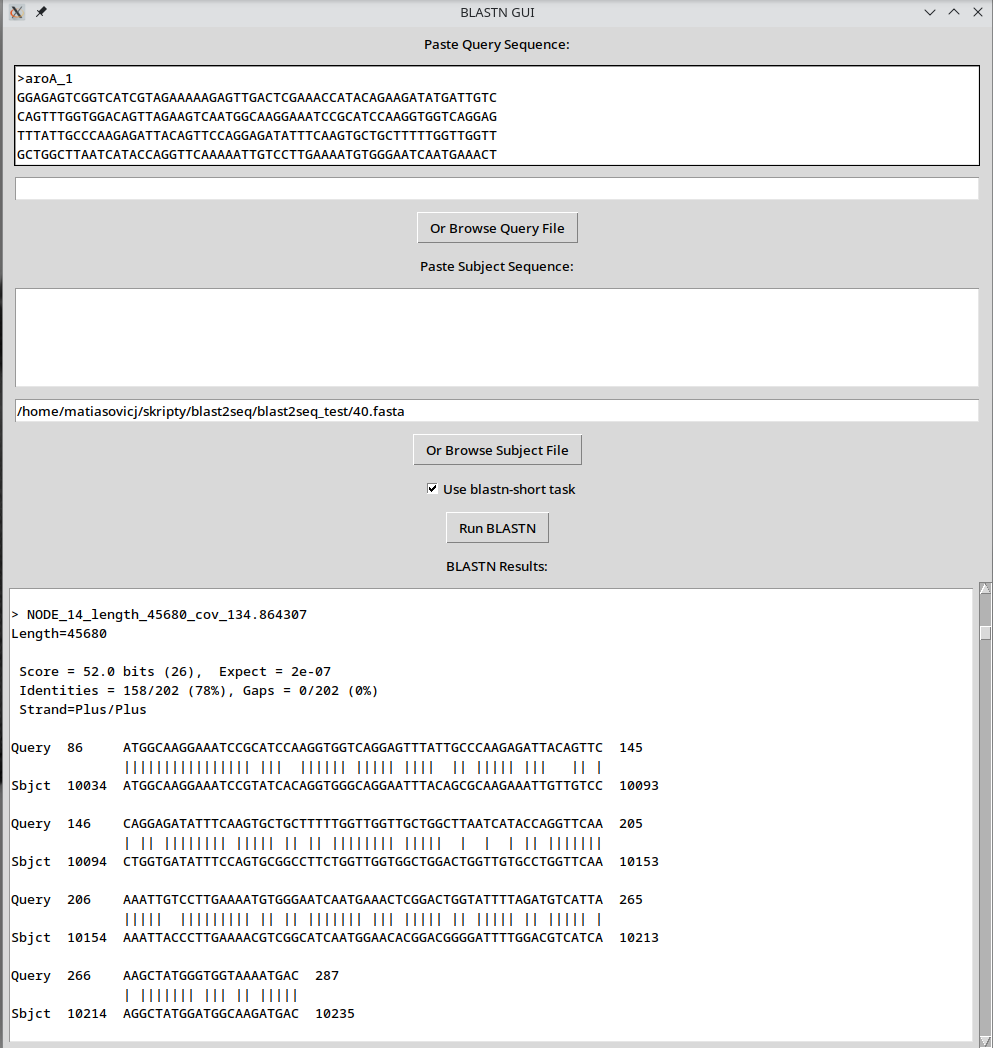 BLASTN GUI
Paste Query Sequence:
>aroA_1
GGAGAGTCGGTCATCGTAGAAAAAGAGTTGACTCGAAACCATACAGAAGATATGATTGTC
CAGTTTGGTGGACAGTTAGAAGTCAATGGCAAGGAAATCCGCATCCAAGGTGGTCAGGAG
TTTATTGCCCAAGAGATTACAGTTCCAGGAGATATTTCAAGTGCTGCTTTTTGGTTGGTT
GCTGGCTTAATCATACCAGGTTCAAAAATTGTCCTTGAAAATGTGGGAATCAATGAAACT
Or Browse Query File
Paste Subject Sequence:
/home/matiasovicj/skripty/blast2seq/blast2seq_test/40.fasta
Or Browse Subject File
Use blastn-short task
Run BLASTN
BLASTN Results:
> NODE_14_length_45680_cov_134.864307
Length=45680
Score = 52.0 bits (26),  Expect = 2e-07
Identities = 158/202 (78%), Gaps = 0/202 (0%)
Strand=Plus/Plus
Query  86     ATGGCAAGGAAATCCGCATCCAAGGTGGTCAGGAGTTTATTGCCCAAGAGATTACAGTTC  145
|||||||||||||||| |||  |||||| ||||| ||||  || ||||| |||   || |
Sbjct  10034  ATGGCAAGGAAATCCGTATCACAGGTGGGCAGGAATTTACAGCGCAAGAAATTGTTGTCC  10093
Query  146    CAGGAGATATTTCAAGTGCTGCTTTTTGGTTGGTTGCTGGCTTAATCATACCAGGTTCAA  205
| || |||||||| ||||| || || |||||||| |||||  |  |  | || |||||||
Sbjct  10094  CTGGTGATATTTCCAGTGCGGCCTTCTGGTTGGTGGCTGGACTGGTTGTGCCTGGTTCAA  10153
Query  206    AAATTGTCCTTGAAAATGTGGGAATCAATGAAACTCGGACTGGTATTTTAGATGTCATTA  265
|||||  ||||||||| || || ||||||| ||| ||||| || ||||| || ||||| |
Sbjct  10154  AAATTACCCTTGAAAACGTCGGCATCAATGGAACACGGACGGGGATTTTGGACGTCATCA  10213
Query  266    AAGCTATGGGTGGTAAAATGAC  287
| ||||||| ||| || |||||
Sbjct  10214  AGGCTATGGATGGCAAGATGAC  10235